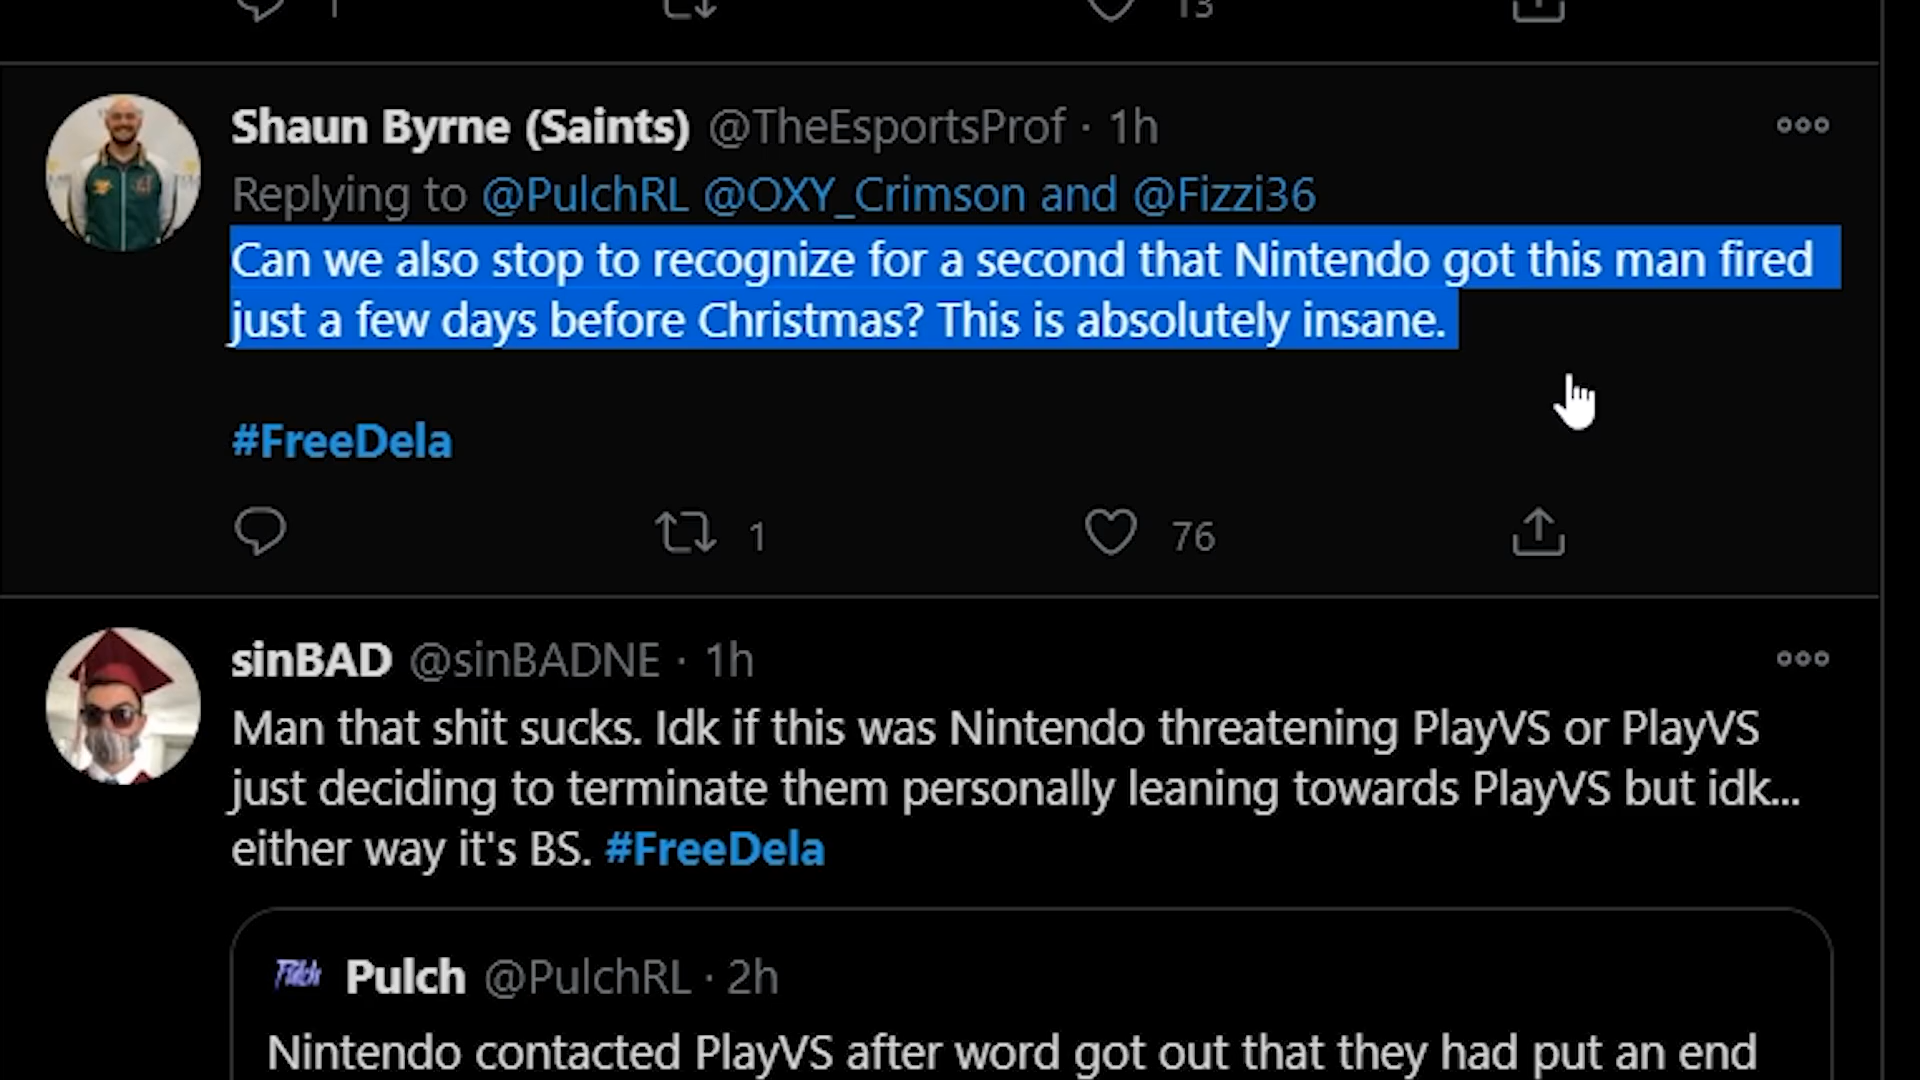 1 13
Shaun Byrne (Saints) @TheEsportsProf · 1h
Replying to @PulchRL @OXY_Crimson and @Fizzi36
Can we also stop to recognize for a second that Nintendo got this man fired
just a few days before Christmas? This is absolutely insane.
#FreeDela
1 76
sinBAD @sinBADNE · 1h
Man that shit sucks. Idk if this was Nintendo threatening PlayVS or PlayVS
just deciding to terminate them personally leaning towards PlayVS but idk...
either way it's BS. #FreeDela
Pulch Pulch @PulchRL · 2h
Nintendo contacted PlayVS after word got out that they had put an end